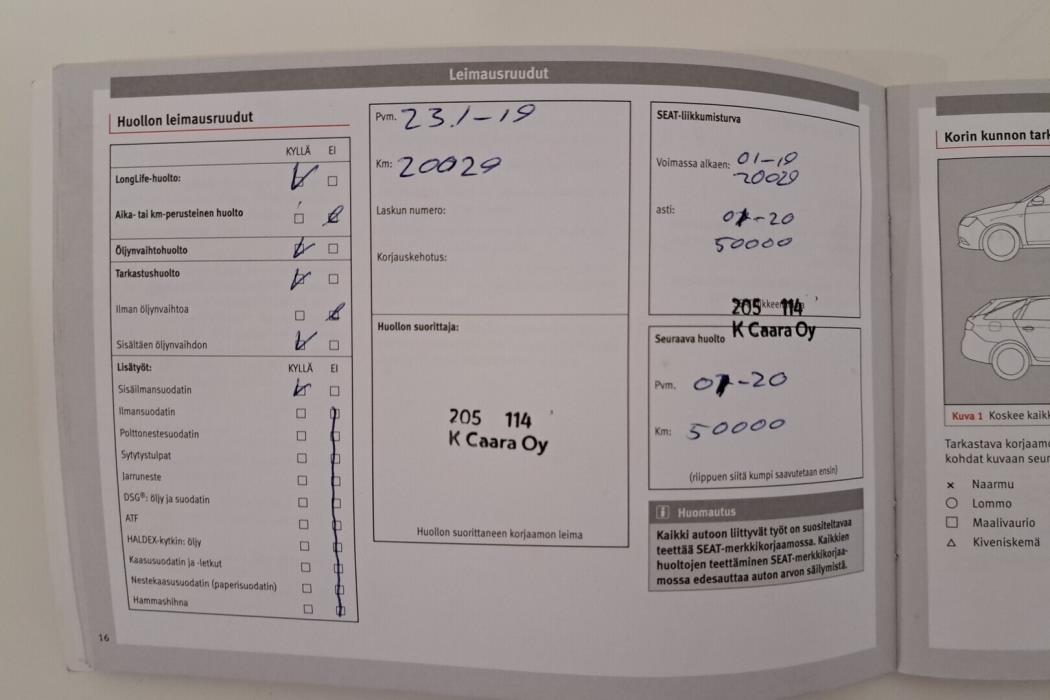 Leimausruudut
Huollon leimausruudut
KYLLÄ EI
LongLife-huolto:
Aika- tai km-perusteinen huolto
Öljynvaihtohuolto
Tarkastushuolto
Ilman öljynvaihtoa
Sisältäen öljynvaihdon
Lisätyöt: KYLLÄ EI
Sisäilmansuodatin
Ilmansuodatin
Polttonestesuodatin
Sytytystulpat
Jarruneste
DSG®: öljy ja suodatin
ATF
HALDEX-kytkin: öljy
Kaasusuodatin ja -letkut
Nestekaasusuodatin (paperisuodatin)
Hammashihna
16
Pvm. 23.1-19
Km: 20029
Laskun numero:
Korjauskehotus:
Huollon suorittaja:
205 114
K Caara Oy
Huollon suorittaneen korjaamon leima
SEAT-liikkumisturva
Voimassa alkaen: 01-19
20029
asti: 01-20
50000
205 114
K Caara Oy
Seuraava huolto
Pvm. 01-20
Km: 50000
(riippuen siitä kumpi saavutetaan ensin)
i Huomautus
Kaikki autoon liittyvät työt on suositeltavaa
teettää SEAT-merkkikorjaamossa. Kaikkien
huoltojen teettäminen SEAT-merkkikorjaa-
mossa edesauttaa auton arvon säilymistä.
Korin kunnon tark
Kuva 1 Koskee kaikk
Tarkastava korjaamo
kohdat kuvaan seur
Naarmu
Lommo
Maalivaurio
Kiveniskemä